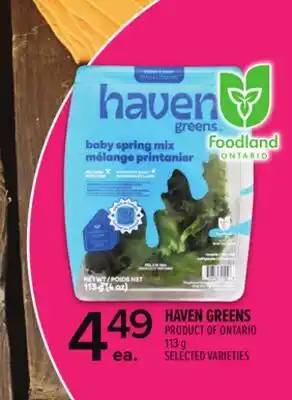 haven
greens
baby spring mix
mélange printanier
NET WT / POIDS NET
113 g (4 oz)
Foodland
ONTARIO
4 49
ea.
HAVEN GREENS
PRODUCT OF ONTARIO
113 g
SELECTED VARIETIES